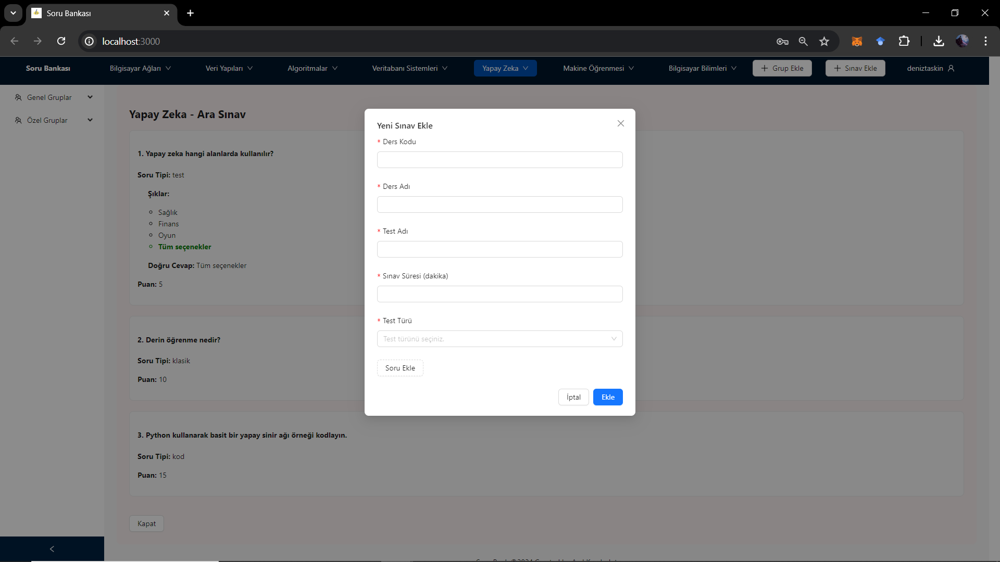 Soru Bankası
localhost:3000
Soru Bankası
Bilgisayar Ağları
Veri Yapıları
Algoritmalar
Veritabanı Sistemleri
Yapay Zeka
Makine Öğrenmesi
Bilgisayar Bilimleri
+ Grup Ekle
+ Sınav Ekle
deniztaskin
Genel Gruplar
Özel Gruplar
Yapay Zeka - Ara Sınav
1. Yapay zeka hangi alanlarda kullanılır?
Soru Tipi: test
Şıklar:
Sağlık
Finans
Oyun
Tüm seçenekler
Doğru Cevap: Tüm seçenekler
Puan: 5
2. Derin öğrenme nedir?
Soru Tipi: klasik
Puan: 10
3. Python kullanarak basit bir yapay sinir ağı örneği kodlayın.
Soru Tipi: kod
Puan: 15
Kapat
Yeni Sınav Ekle
* Ders Kodu
* Ders Adı
* Test Adı
* Sınav Süresi (dakika)
* Test Türü
Test türünü seçiniz.
Soru Ekle
İptal
Ekle